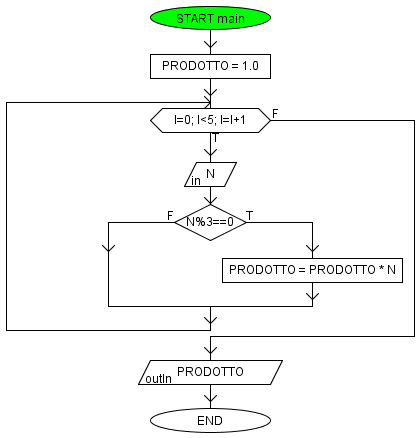 START main
PRODOTTO = 1.0
I=0; I<5; I=I+1
F
T
N
in
F
N%3==0
T
PRODOTTO = PRODOTTO * N
PRODOTTO
outln
END